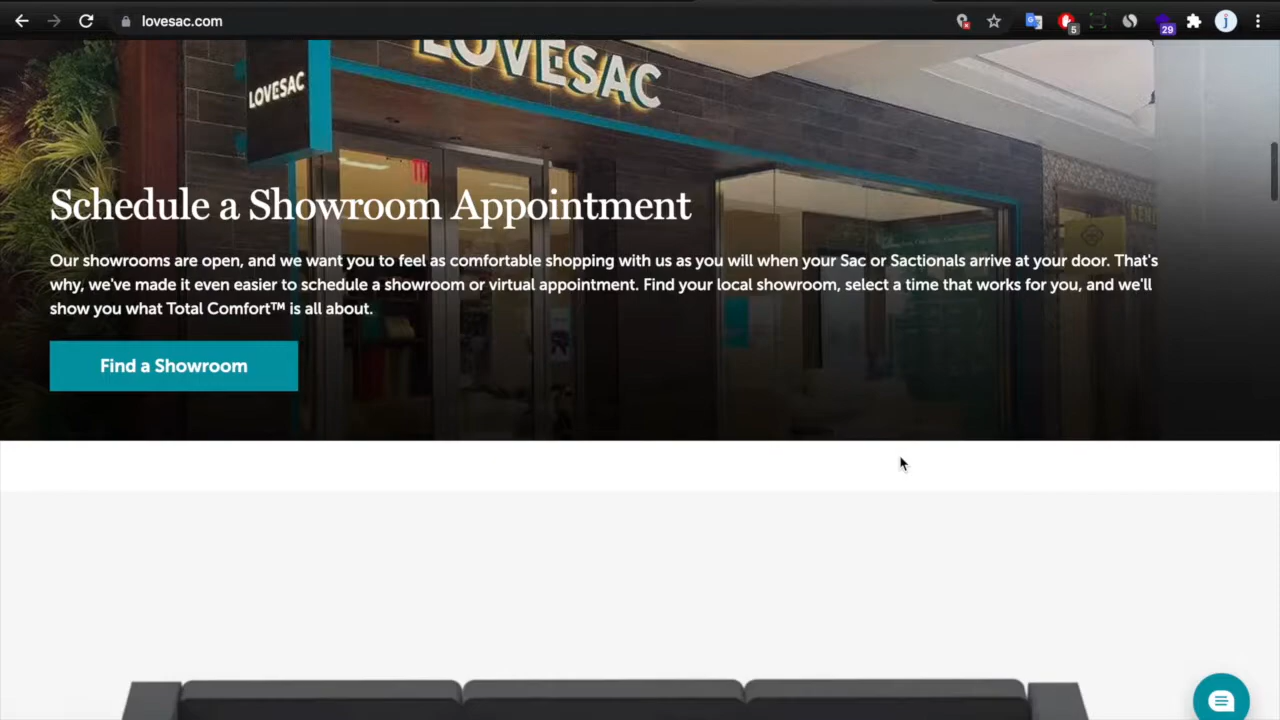 lovesac.com
5
29
j
LOVESAC
LOVESAC
Schedule a Showroom Appointment
Our showrooms are open, and we want you to feel as comfortable shopping with us as you will when your Sac or Sactionals arrive at your door. That's
why, we've made it even easier to schedule a showroom or virtual appointment. Find your local showroom, select a time that works for you, and we'll
show you what Total Comfort™ is all about.
Find a Showroom